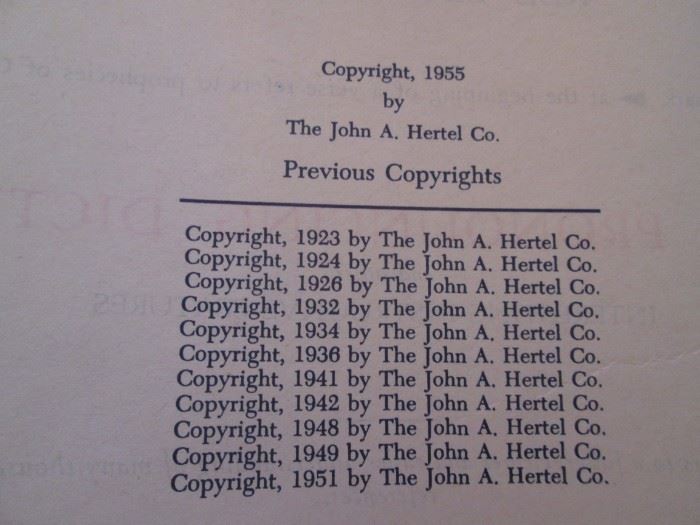 Copyright, 1955
by
The John A. Hertel Co.
Previous Copyrights
Copyright, 1923 by The John A. Hertel Co.
Copyright, 1924 by The John A. Hertel Co.
Copyright, 1926 by The John A. Hertel Co.
Copyright, 1932 by The John A. Hertel Co.
Copyright, 1934 by The John A. Hertel Co.
Copyright, 1936 by The John A. Hertel Co.
Copyright, 1941 by The John A. Hertel Co.
Copyright, 1942 by The John A. Hertel Co.
Copyright, 1948 by The John A. Hertel Co.
Copyright, 1949 by The John A. Hertel Co.
Copyright, 1951 by The John A. Hertel Co.